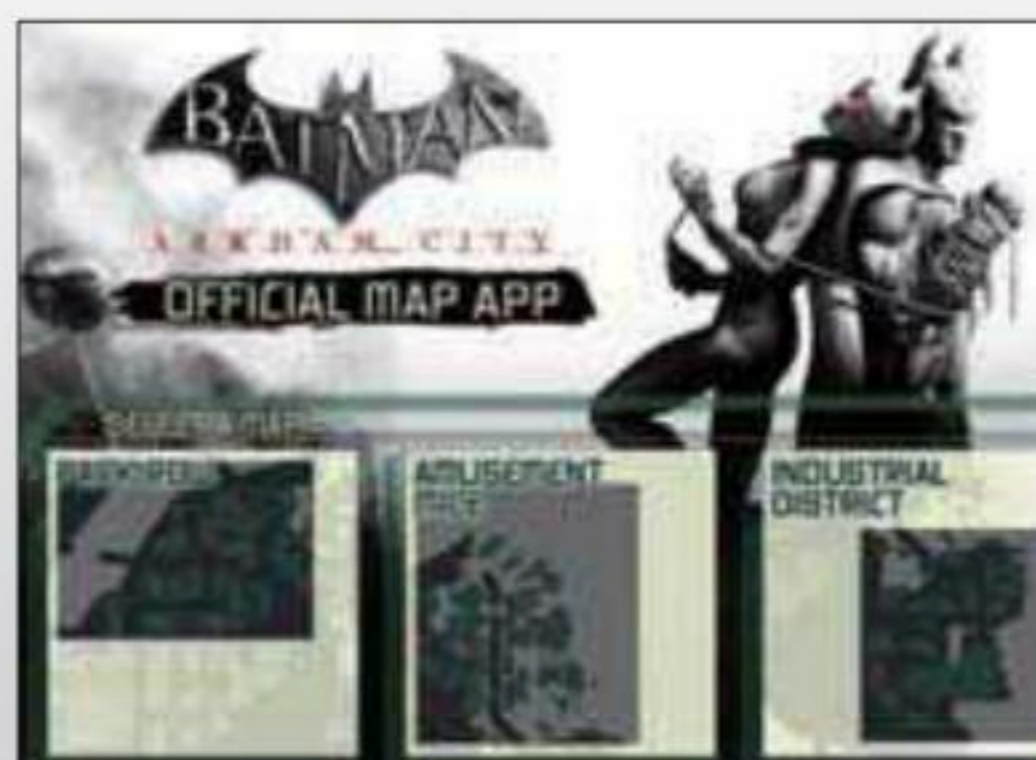 BATMAN
ARKHAM CITY
OFFICIAL MAP APP
AMUSEMENT
INDUSTRIAL
DISTRICT